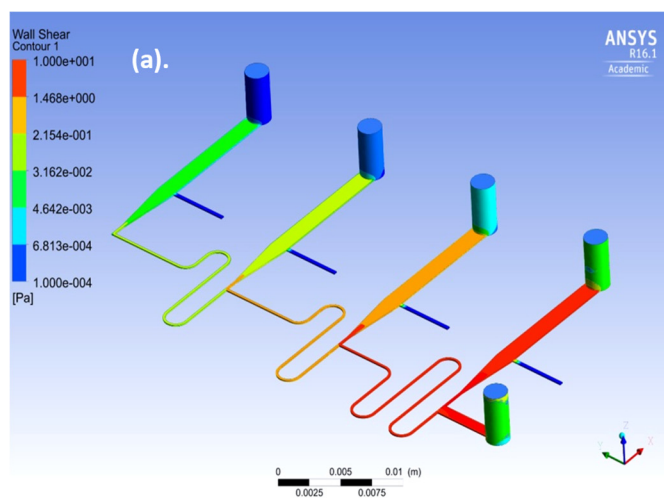 Wall Shear
Contour 1
1.000e+001
1.468e+000
2.154e-001
3.162e-002
4.642e-003
6.813e-004
1.000e-004
[Pa]
(a).
ANSYS
R16.1
Academic
0 0.005 0.01 (m)
0.0025 0.0075
Y Z X